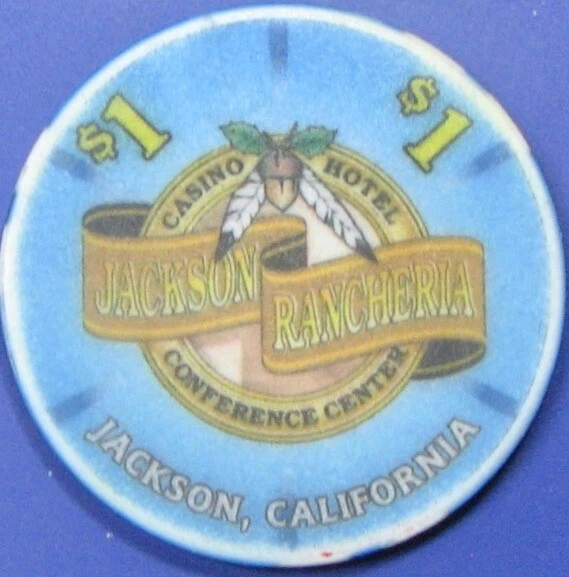 $1
$1
CASINO HOTEL
JACKSON
RANCHERIA
CONFERENCE CENTER
JACKSON, CALIFORNIA